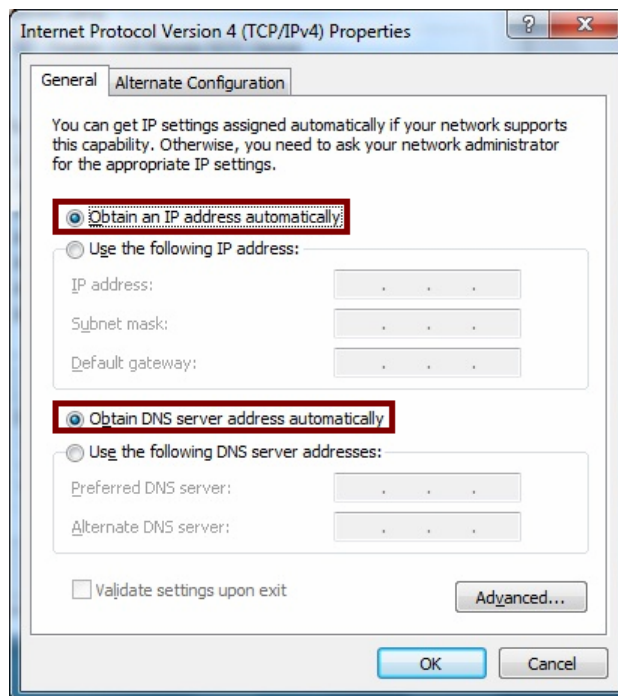 Internet Protocol Version 4 (TCP/IPv4) Properties
General
Alternate Configuration
You can get IP settings assigned automatically if your network supports
this capability. Otherwise, you need to ask your network administrator
for the appropriate IP settings.
Obtain an IP address automatically
Use the following IP address:
IP address:
Subnet mask:
Default gateway:
Obtain DNS server address automatically
Use the following DNS server addresses:
Preferred DNS server:
Alternate DNS server:
Validate settings upon exit
Advanced...
OK
Cancel